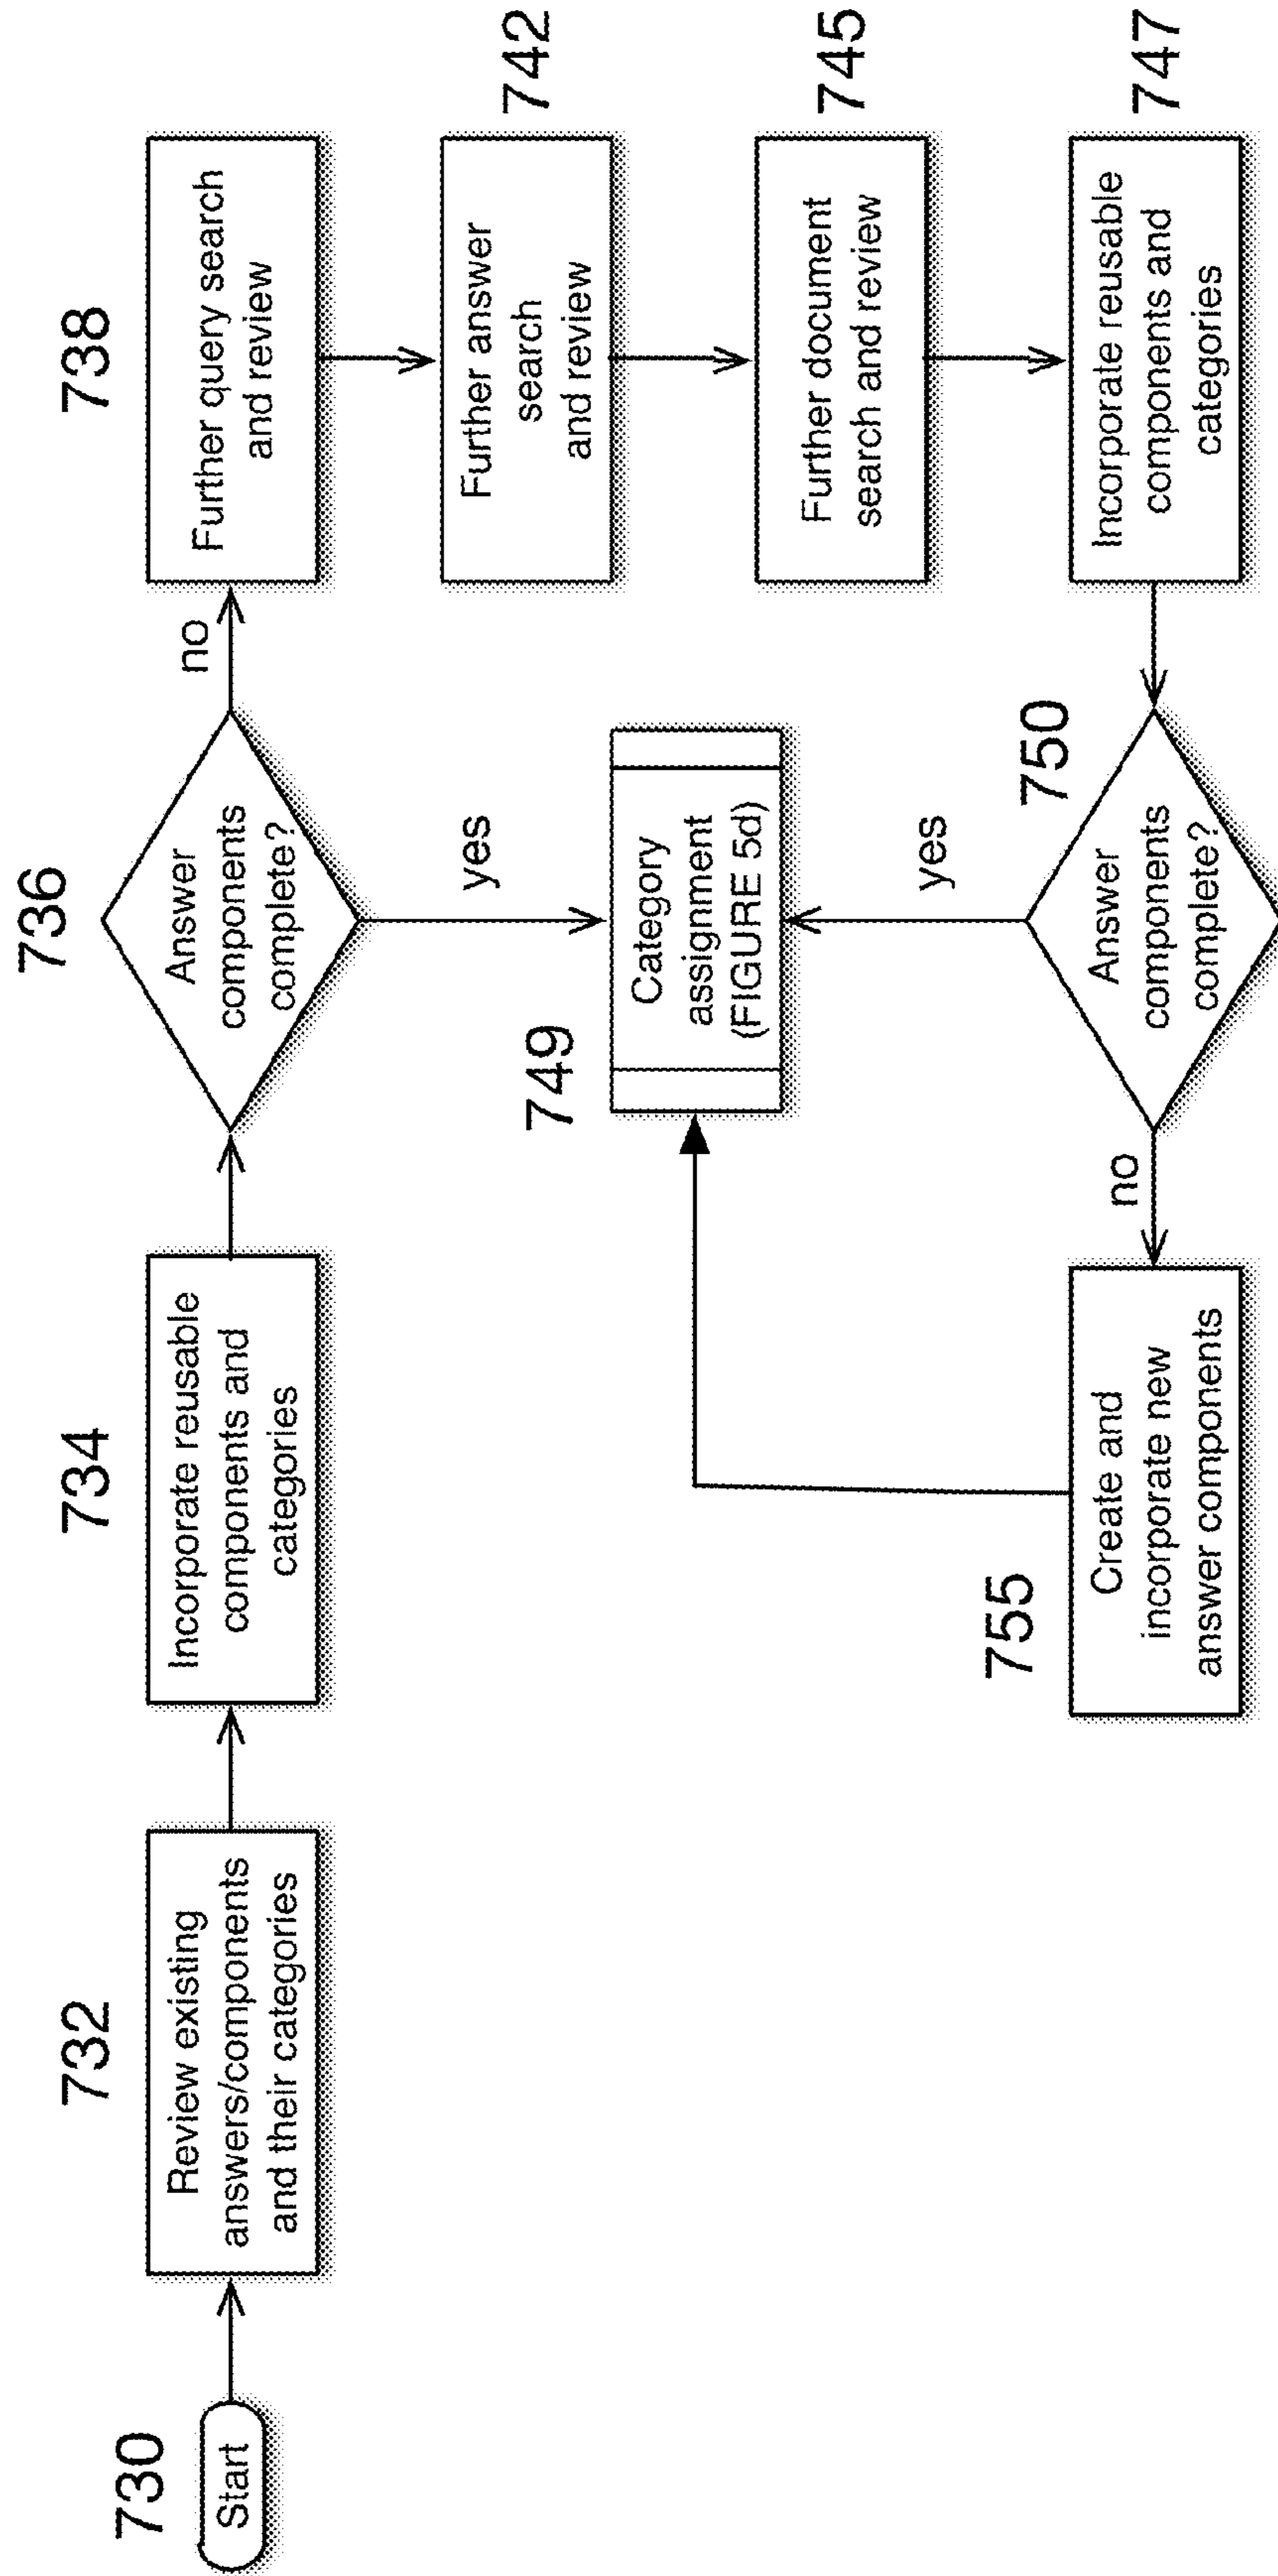 730
Start
732
Review existing
answers/components
and their categories
734
Incorporate reusable
components and
categories
736
Answer
components
complete?
no
yes
738
Further query search
and review
742
Further answer
search
and review
745
Further document
search and review
747
Incorporate reusable
components and
categories
749
Category
assignment
(FIGURE 5d)
750
Answer
components
complete?
yes
no
755
Create and
incorporate new
answer components